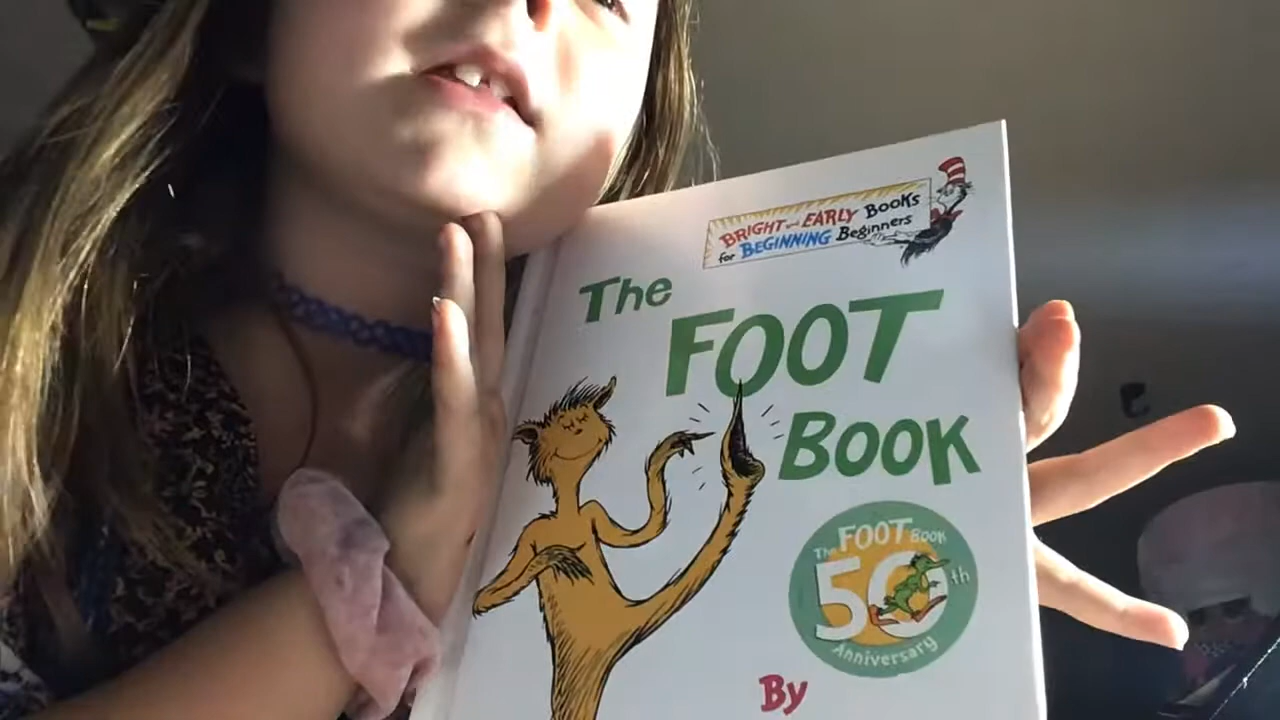 BRIGHT and EARLY BOOKS
for BEGINNING Beginners
The
FOOT
BOOK
The FOOT BOOK
50th
Anniversary
By